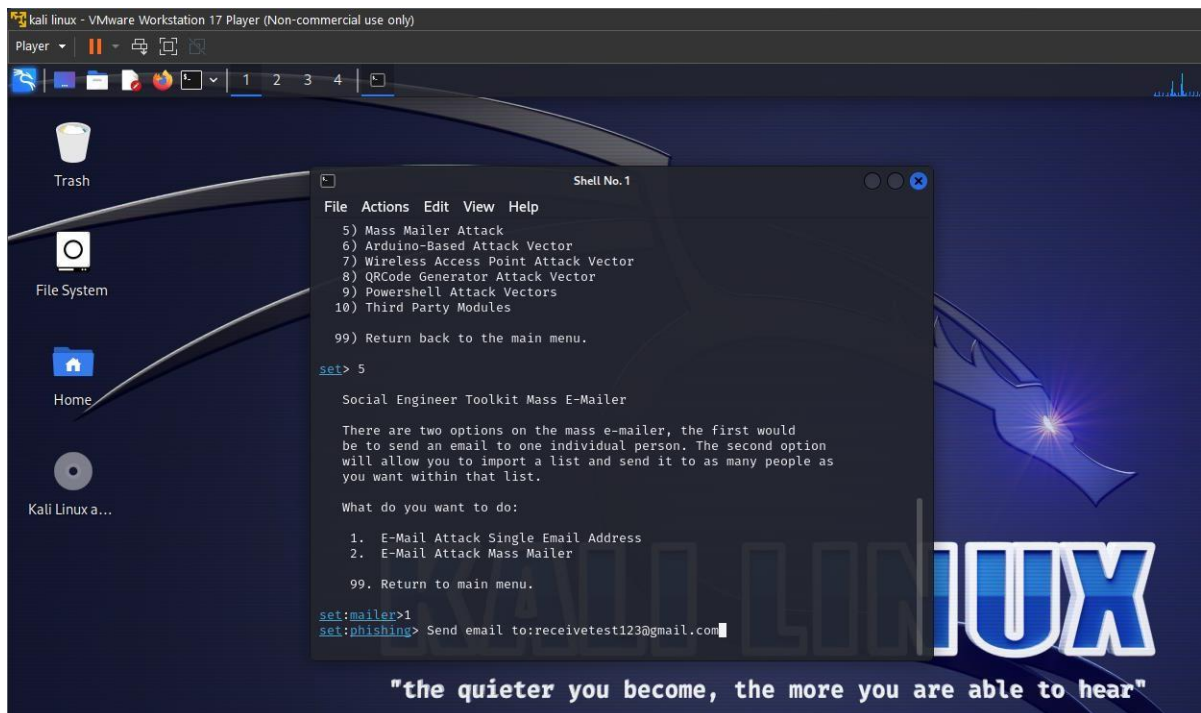 kali linux - VMware Workstation 17 Player (Non-commercial use only)
Player
1 2 3 4
Trash
File System
Home
Kali Linux a...
Shell No. 1
File Actions Edit View Help
5) Mass Mailer Attack
6) Arduino-Based Attack Vector
7) Wireless Access Point Attack Vector
8) QRCode Generator Attack Vector
9) Powershell Attack Vectors
10) Third Party Modules
99) Return back to the main menu.
set> 5
Social Engineer Toolkit Mass E-Mailer
There are two options on the mass e-mailer, the first would
be to send an email to one individual person. The second option
will allow you to import a list and send it to as many people as
you want within that list.
What do you want to do:
1. E-Mail Attack Single Email Address
2. E-Mail Attack Mass Mailer
99. Return to main menu.
set:mailer>1
set:phishing> Send email to:receivetest123@gmail.com
KALI LINUX
"the quieter you become, the more you are able to hear"